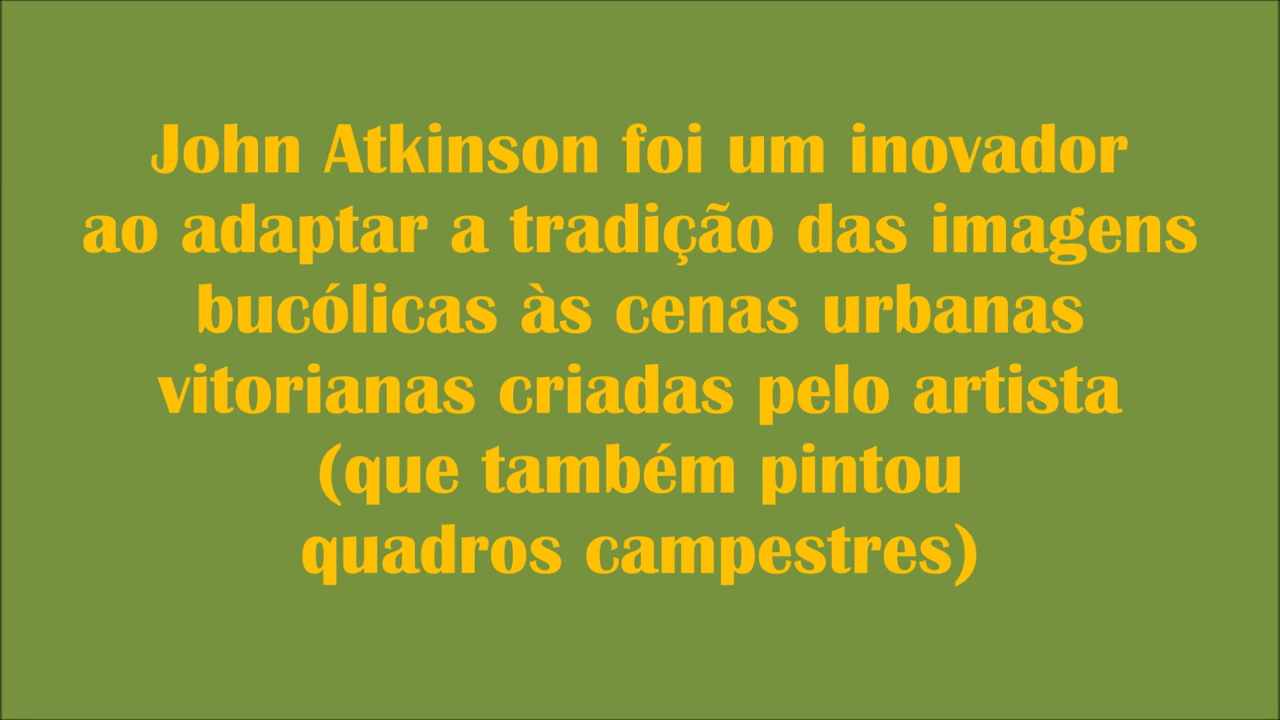 John Atkinson foi um inovador
ao adaptar a tradição das imagens
bucólicas às cenas urbanas
vitorianas criadas pelo artista
(que também pintou
quadros campestres)